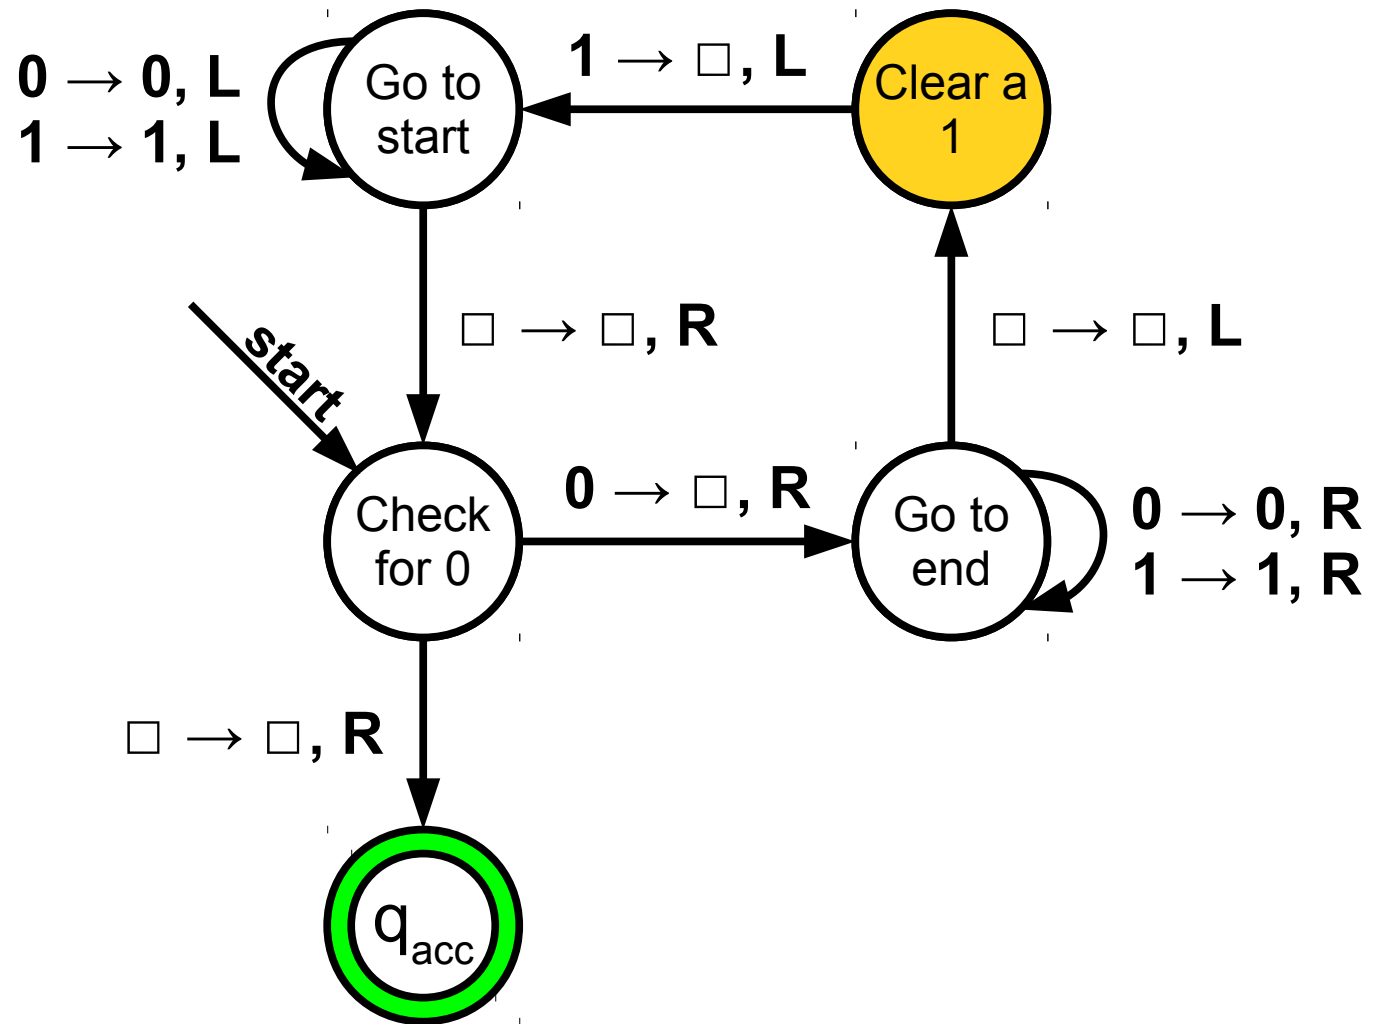 0 → 0, L
1 → 1, L
Go to
start
1 → □, L
Clear a
1
start
□ → □, R
□ → □, L
Check
for 0
0 → □, R
Go to
end
0 → 0, R
1 → 1, R
□ → □, R
qacc